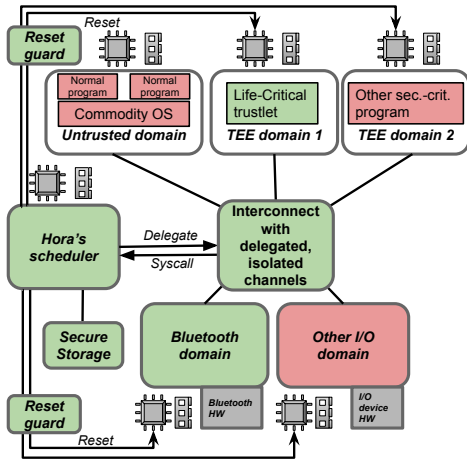 Reset
Reset
guard
Normal
program
Normal
program
Commodity OS
Untrusted domain
Life-Critical
trustlet
TEE domain 1
Other sec.-crit.
program
TEE domain 2
Hora's
scheduler
Delegate
Syscall
Interconnect
with
delegated,
isolated
channels
Secure
Storage
Bluetooth
domain
Bluetooth
HW
Other I/O
domain
I/O
device
HW
Reset
guard
Reset